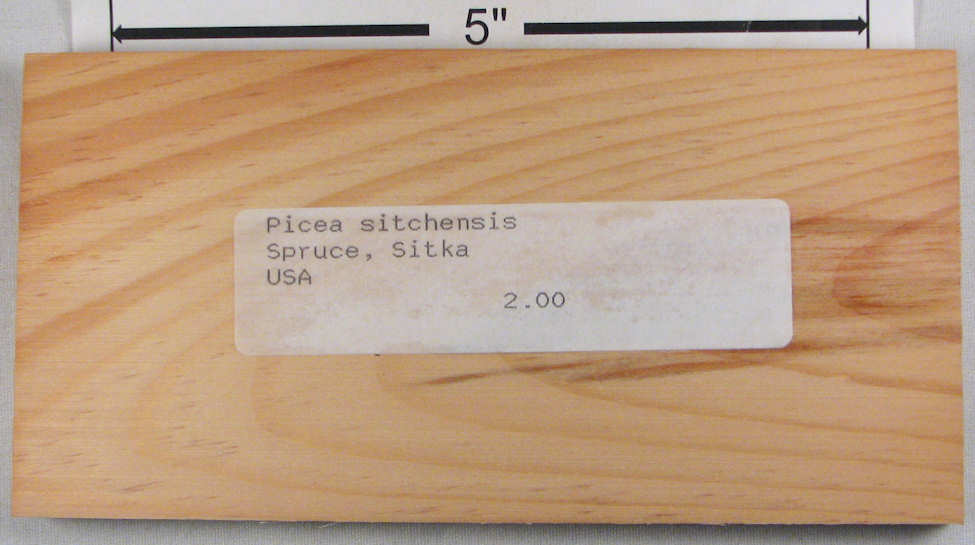 5"
Picea sitchensis
Spruce, Sitka
USA
2.00